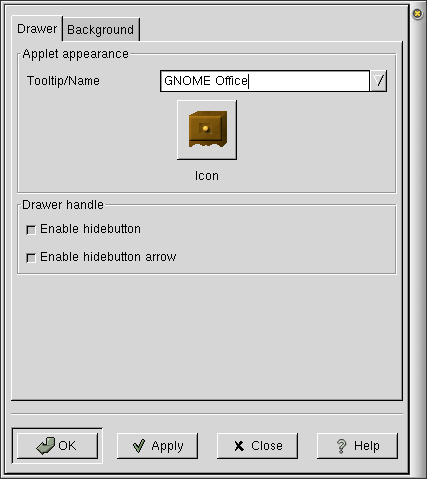 Drawer Background
Applet appearance
Tooltip/Name GNOME Office
Icon
Drawer handle
Enable hidebutton
Enable hidebutton arrow
OK Apply Close Help